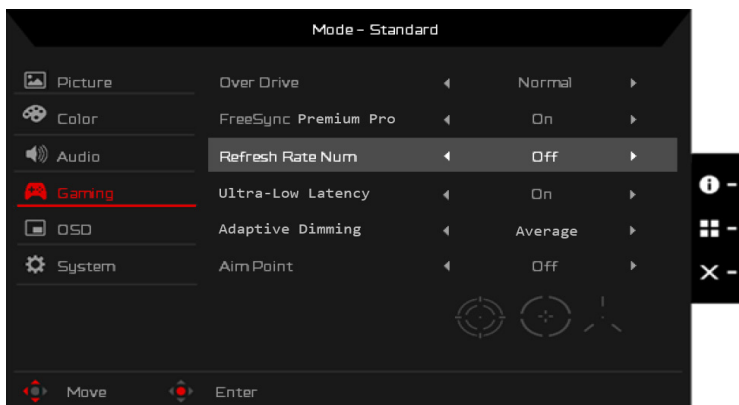 Mode - Standard
Picture
Over Drive Normal
Color
FreeSync Premium Pro On
Audio
Refresh Rate Num Off
Gaming
Ultra-Low Latency On
OSD
Adaptive Dimming Average
System
Aim Point Off
Move Enter